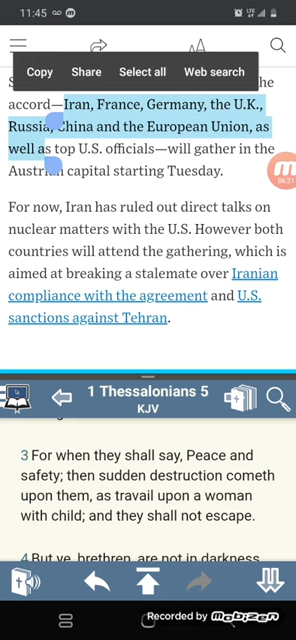 11:45
LTE
Copy Share Select all Web search
he
accord—Iran, France, Germany, the U.K.,
Russia, China and the European Union, as
well as top U.S. officials—will gather in the
Austrian capital starting Tuesday.
06:21
For now, Iran has ruled out direct talks on
nuclear matters with the U.S. However both
countries will attend the gathering, which is
aimed at breaking a stalemate over Iranian
compliance with the agreement and U.S.
sanctions against Tehran.
1 Thessalonians 5
KJV
3 For when they shall say, Peace and
safety; then sudden destruction cometh
upon them, as travail upon a woman
with child; and they shall not escape.
4 But ye, brethren, are not in darkness
Recorded by Mobizen